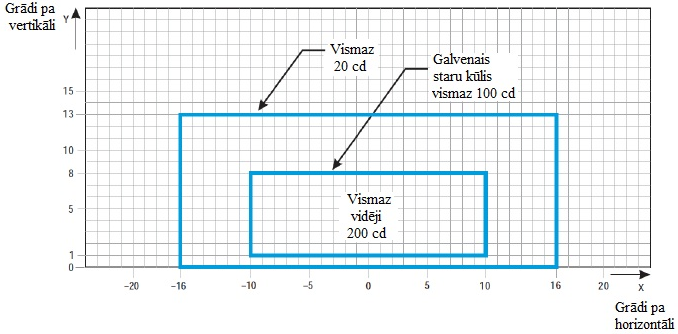 Grādi pa
vertikāli
Y
Vismaz
20 cd
Galvenais
staru kūlis
vismaz 100 cd
15
13
10
8
5
1
0
Vismaz
vidēji
200 cd
-20
-16
-10
-5
0
5
10
16
20
X
Grādi pa
horizontāli